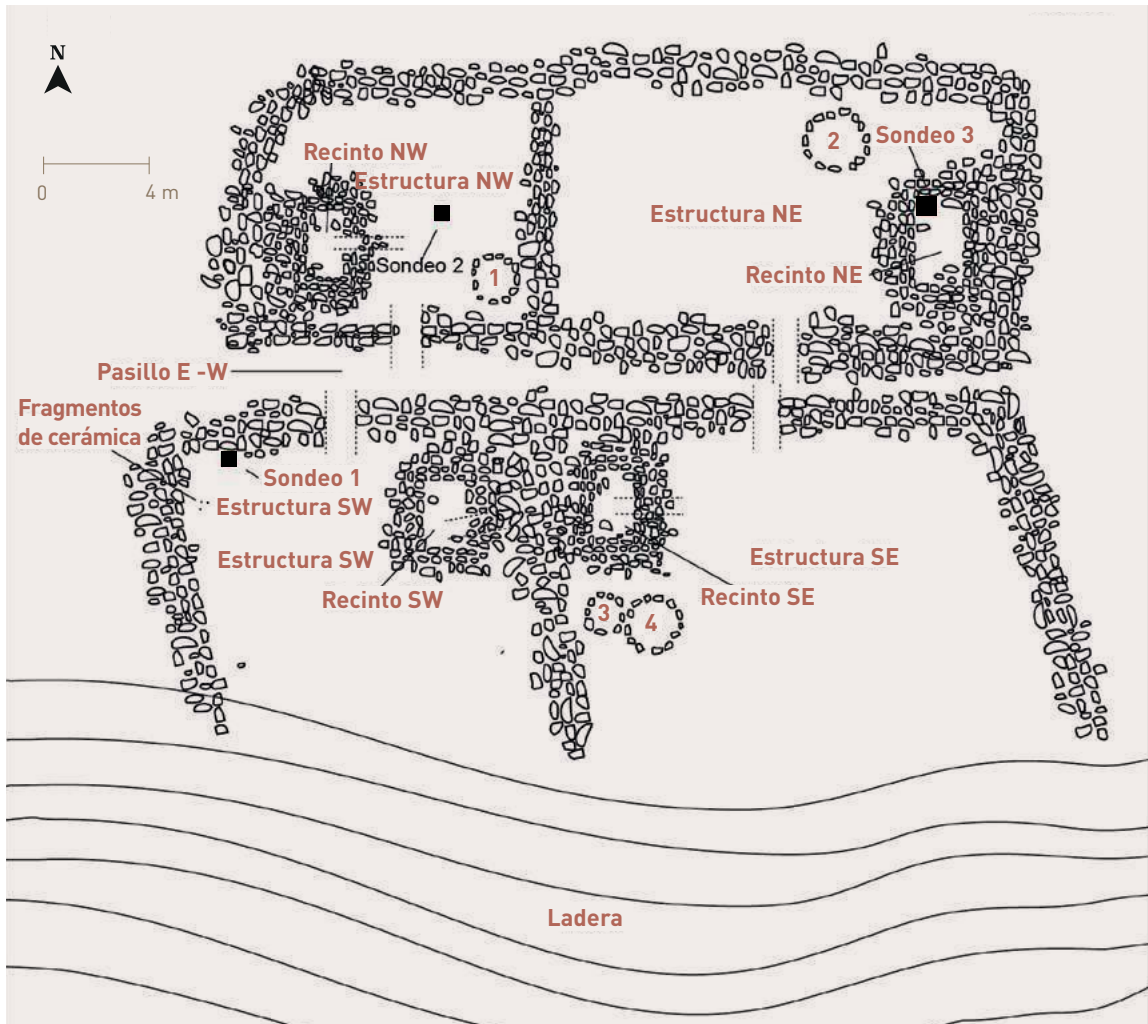 N
0 4 m
Recinto NW
Estructura NW
Sondeo 2
1
2
Sondeo 3
Estructura NE
Recinto NE
Pasillo E -W
Fragmentos
de cerámica
Sondeo 1
Estructura SW
Estructura SW
Recinto SW
Estructura SE
Recinto SE
3
4
Ladera